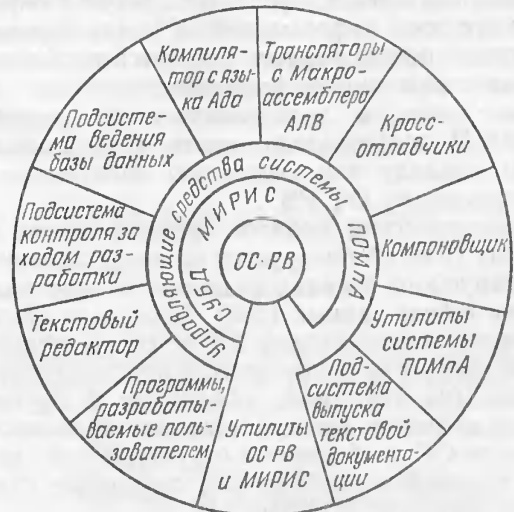 Компиля-
тор с язы-
ка Ада
Трансляторы
с Макро-
ассемблера
АЛВ
Кросс-
отладчики
Компоновщик
Утилиты
системы
ПОМпА
Под-
система
выпуска
текстовой
документа-
ции
Утилиты
ОС РВ
и МИРИС
Программы,
разрабаты-
ваемые поль-
зователем
Текстовый
редактор
Подсистема
контроля за
ходом раз-
работки
Подсисте-
ма ведения
базы данных
Управляющие средства системы ПОМпА
СУБД МИРИС
ОС·РВ